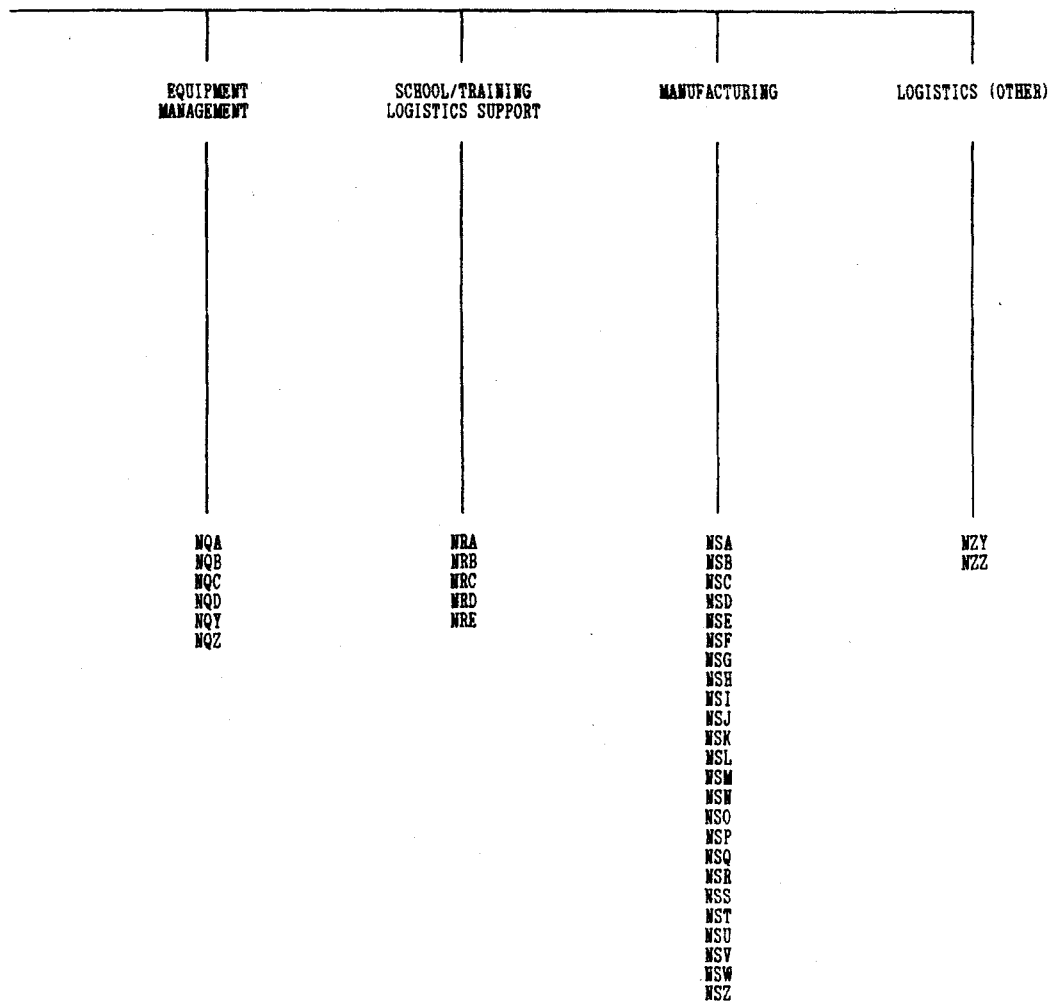 EQUIPMENT
MANAGEMENT
SCHOOL/TRAINING
LOGISTICS SUPPORT
MANUFACTURING
LOGISTICS (OTHER)
NQA
NQB
NQC
NQD
NQY
NQZ
NRA
NRB
NRC
NRD
NRE
NSA
NSB
NSC
NSD
NSE
NSF
NSG
NSH
NSI
NSJ
NSK
NSL
NSM
NSN
NSO
NSP
NSQ
NSR
NSS
NST
NSU
NSV
NSW
NSZ
NZY
NZZ